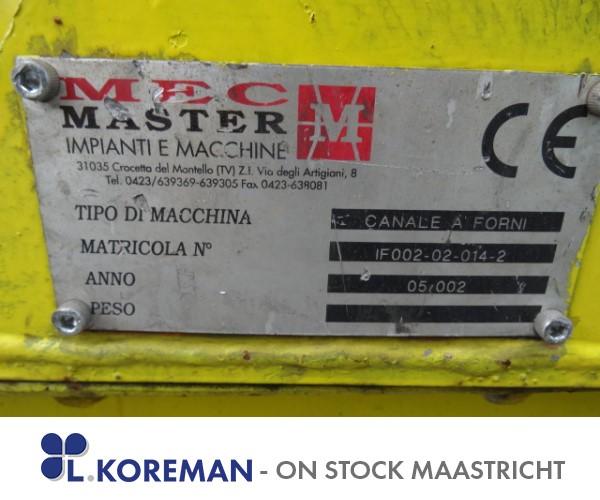 MEC
MASTER M
IMPIANTI E MACCHINE
31035 Crocetta del Montello (TV) Z.I. Via degli Artigiani, 8
Tel. 0423/639369-639305 Fax 0423-638081
CE
TIPO DI MACCHINA CANALE A FORNI
MATRICOLA Nº IF002-02-014-2
ANNO 05/002
PESO
L.KOREMAN - ON STOCK MAASTRICHT